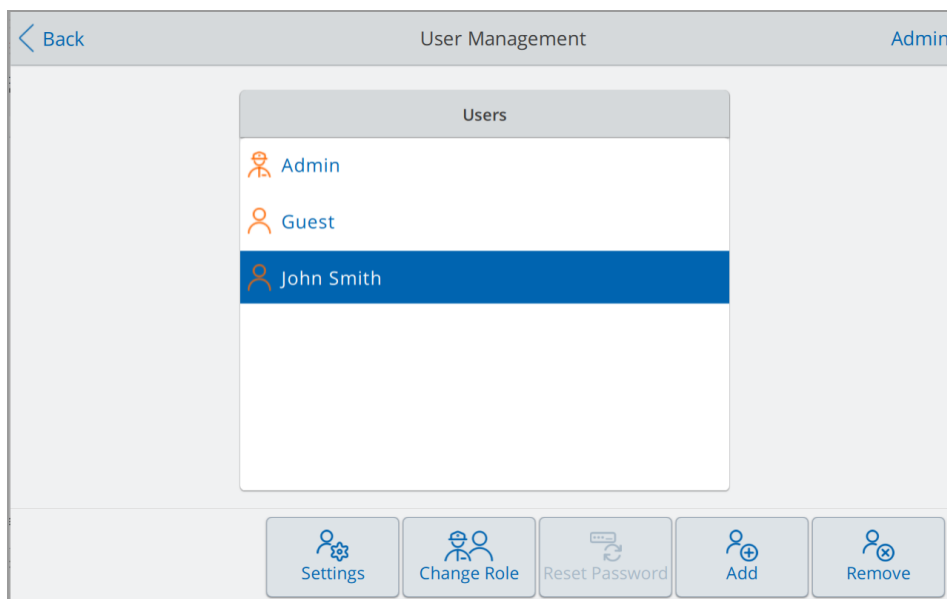 Back
User Management
Admin
Users
Admin
Guest
John Smith
Settings
Change Role
Reset Password
Add
Remove